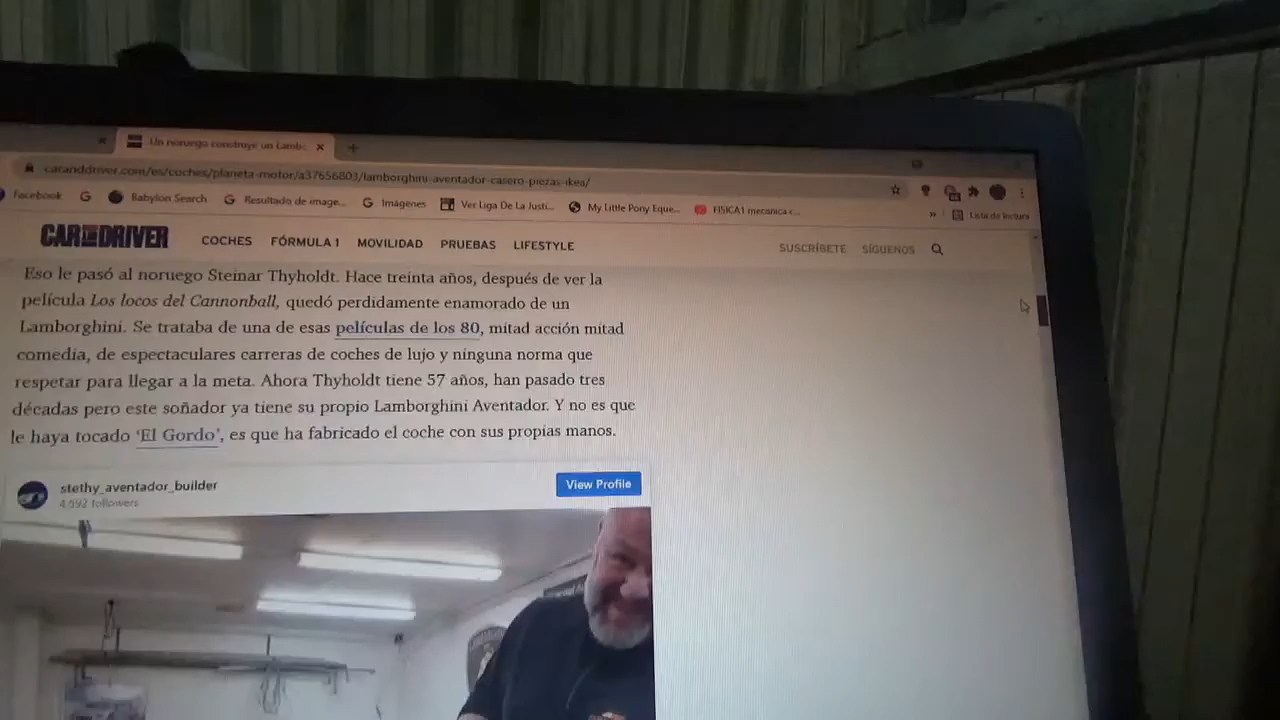 Un noruego construye un Lambo
caranddriver.com/es/coches/planeta-motor/a37656803/lamborghini-aventador-casero-piezas-ikea/
Facebook
Babylon Search
Resultado de image...
Imágenes
Ver Liga De La Justi...
My Little Pony Eque...
FISICA1 mecanica c...
»
Lista de lectura
CAR AND DRIVER
COCHES
FÓRMULA 1
MOVILIDAD
PRUEBAS
LIFESTYLE
SUSCRÍBETE
SÍGUENOS
Eso le pasó al noruego Steinar Thyholdt. Hace treinta años, después de ver la
película Los locos del Cannonball, quedó perdidamente enamorado de un
Lamborghini. Se trataba de una de esas películas de los 80, mitad acción mitad
comedia, de espectaculares carreras de coches de lujo y ninguna norma que
respetar para llegar a la meta. Ahora Thyholdt tiene 57 años, han pasado tres
décadas pero este soñador ya tiene su propio Lamborghini Aventador. Y no es que
le haya tocado ‘El Gordo’, es que ha fabricado el coche con sus propias manos.
stethy_aventador_builder
4,592 followers
View Profile